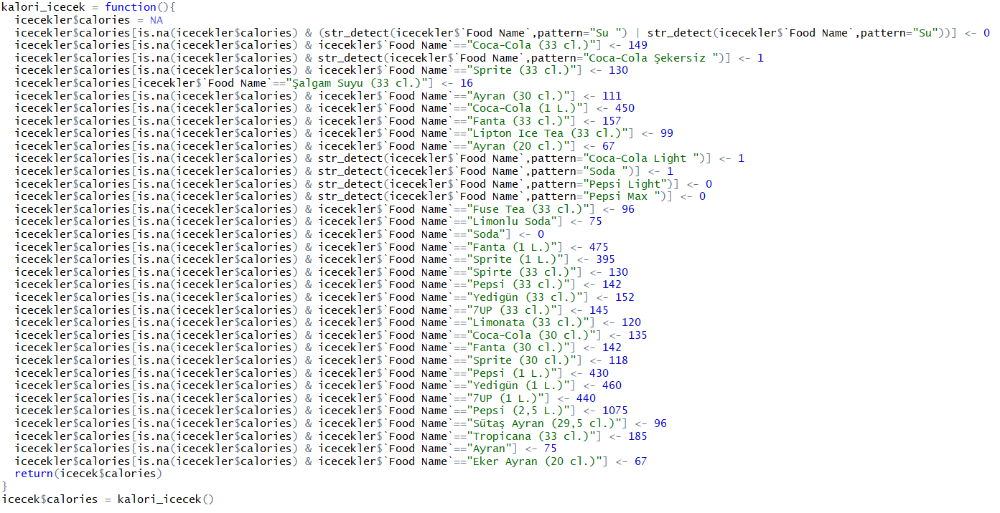 kalori_icecek = function(){
  icecekler$calories = NA
  icecekler$calories[is.na(icecekler$calories) & (str_detect(icecekler$`Food Name`,pattern="Su ") | str_detect(icecekler$`Food Name`,pattern="Su"))] <- 0
  icecekler$calories[is.na(icecekler$calories) & icecekler$`Food Name`=="Coca-Cola (33 cl.)"] <- 149
  icecekler$calories[is.na(icecekler$calories) & str_detect(icecekler$`Food Name`,pattern="Coca-Cola Şekersiz ")] <- 1
  icecekler$calories[is.na(icecekler$calories) & icecekler$`Food Name`=="Sprite (33 cl.)"] <- 130
  icecekler$calories[icecekler$`Food Name`=="Şalgam Suyu (33 cl.)"] <- 16
  icecekler$calories[is.na(icecekler$calories) & icecekler$`Food Name`=="Ayran (30 cl.)"] <- 111
  icecekler$calories[is.na(icecekler$calories) & icecekler$`Food Name`=="Coca-Cola (1 L.)"] <- 450
  icecekler$calories[is.na(icecekler$calories) & icecekler$`Food Name`=="Fanta (33 cl.)"] <- 157
  icecekler$calories[is.na(icecekler$calories) & icecekler$`Food Name`=="Lipton Ice Tea (33 cl.)"] <- 99
  icecekler$calories[is.na(icecekler$calories) & icecekler$`Food Name`=="Ayran (20 cl.)"] <- 67
  icecekler$calories[is.na(icecekler$calories) & str_detect(icecekler$`Food Name`,pattern="Coca-Cola Light ")] <- 1
  icecekler$calories[is.na(icecekler$calories) & str_detect(icecekler$`Food Name`,pattern="Soda ")] <- 1
  icecekler$calories[is.na(icecekler$calories) & str_detect(icecekler$`Food Name`,pattern="Pepsi Light")] <- 0
  icecekler$calories[is.na(icecekler$calories) & str_detect(icecekler$`Food Name`,pattern="Pepsi Max ")] <- 0
  icecekler$calories[is.na(icecekler$calories) & icecekler$`Food Name`=="Fuse Tea (33 cl.)"] <- 96
  icecekler$calories[is.na(icecekler$calories) & icecekler$`Food Name`=="Limonlu Soda"] <- 75
  icecekler$calories[is.na(icecekler$calories) & icecekler$`Food Name`=="Soda"] <- 0
  icecekler$calories[is.na(icecekler$calories) & icecekler$`Food Name`=="Fanta (1 L.)"] <- 475
  icecekler$calories[is.na(icecekler$calories) & icecekler$`Food Name`=="Sprite (1 L.)"] <- 395
  icecekler$calories[is.na(icecekler$calories) & icecekler$`Food Name`=="Spirte (33 cl.)"] <- 130
  icecekler$calories[is.na(icecekler$calories) & icecekler$`Food Name`=="Pepsi (33 cl.)"] <- 142
  icecekler$calories[is.na(icecekler$calories) & icecekler$`Food Name`=="Yedigün (33 cl.)"] <- 152
  icecekler$calories[is.na(icecekler$calories) & icecekler$`Food Name`=="7UP (33 cl.)"] <- 145
  icecekler$calories[is.na(icecekler$calories) & icecekler$`Food Name`=="Limonata (33 cl.)"] <- 120
  icecekler$calories[is.na(icecekler$calories) & icecekler$`Food Name`=="Coca-Cola (30 cl.)"] <- 135
  icecekler$calories[is.na(icecekler$calories) & icecekler$`Food Name`=="Fanta (30 cl.)"] <- 142
  icecekler$calories[is.na(icecekler$calories) & icecekler$`Food Name`=="Sprite (30 cl.)"] <- 118
  icecekler$calories[is.na(icecekler$calories) & icecekler$`Food Name`=="Pepsi (1 L.)"] <- 430
  icecekler$calories[is.na(icecekler$calories) & icecekler$`Food Name`=="Yedigün (1 L.)"] <- 460
  icecekler$calories[is.na(icecekler$calories) & icecekler$`Food Name`=="7UP (1 L.)"] <- 440
  icecekler$calories[is.na(icecekler$calories) & icecekler$`Food Name`=="Pepsi (2,5 L.)"] <- 1075
  icecekler$calories[is.na(icecekler$calories) & icecekler$`Food Name`=="Sütaş Ayran (29,5 cl.)"] <- 96
  icecekler$calories[is.na(icecekler$calories) & icecekler$`Food Name`=="Tropicana (33 cl.)"] <- 185
  icecekler$calories[is.na(icecekler$calories) & icecekler$`Food Name`=="Ayran"] <- 75
  icecekler$calories[is.na(icecekler$calories) & icecekler$`Food Name`=="Eker Ayran (20 cl.)"] <- 67
  return(icecek$calories)
}
icecek$calories = kalori_icecek()